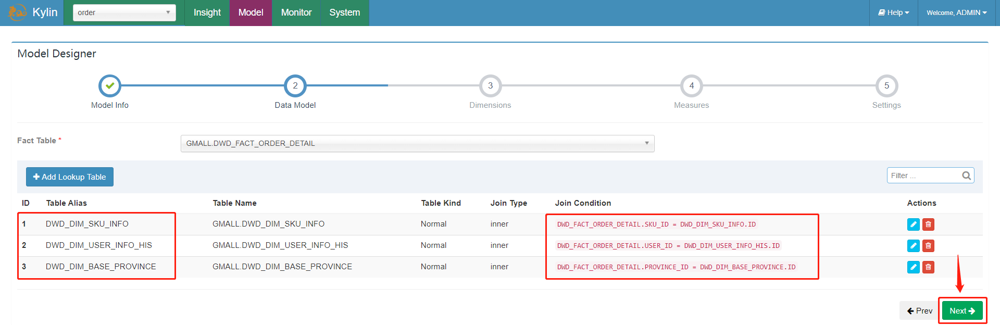 Kylin order Insight Model Monitor System Help Welcome, ADMIN
Model Designer
2 3 4 5
Model Info Data Model Dimensions Measures Settings
Fact Table * GMALL.DWD_FACT_ORDER_DETAIL
Add Lookup Table Filter ...
ID Table Alias Table Name Table Kind Join Type Join Condition Actions
1 DWD_DIM_SKU_INFO GMALL.DWD_DIM_SKU_INFO Normal inner DWD_FACT_ORDER_DETAIL.SKU_ID = DWD_DIM_SKU_INFO.ID
2 DWD_DIM_USER_INFO_HIS GMALL.DWD_DIM_USER_INFO_HIS Normal inner DWD_FACT_ORDER_DETAIL.USER_ID = DWD_DIM_USER_INFO_HIS.ID
3 DWD_DIM_BASE_PROVINCE GMALL.DWD_DIM_BASE_PROVINCE Normal inner DWD_FACT_ORDER_DETAIL.PROVINCE_ID = DWD_DIM_BASE_PROVINCE.ID
Prev Next